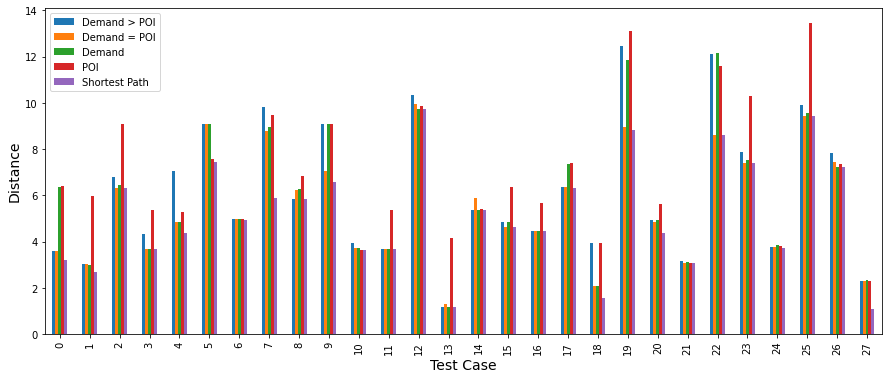 Demand > POI
Demand = POI
Demand
POI
Shortest Path
14
12
10
8
6
4
2
0
Distance
0 1 2 3 4 5 6 7 8 9 10 11 12 13 14 15 16 17 18 19 20 21 22 23 24 25 26 27
Test Case